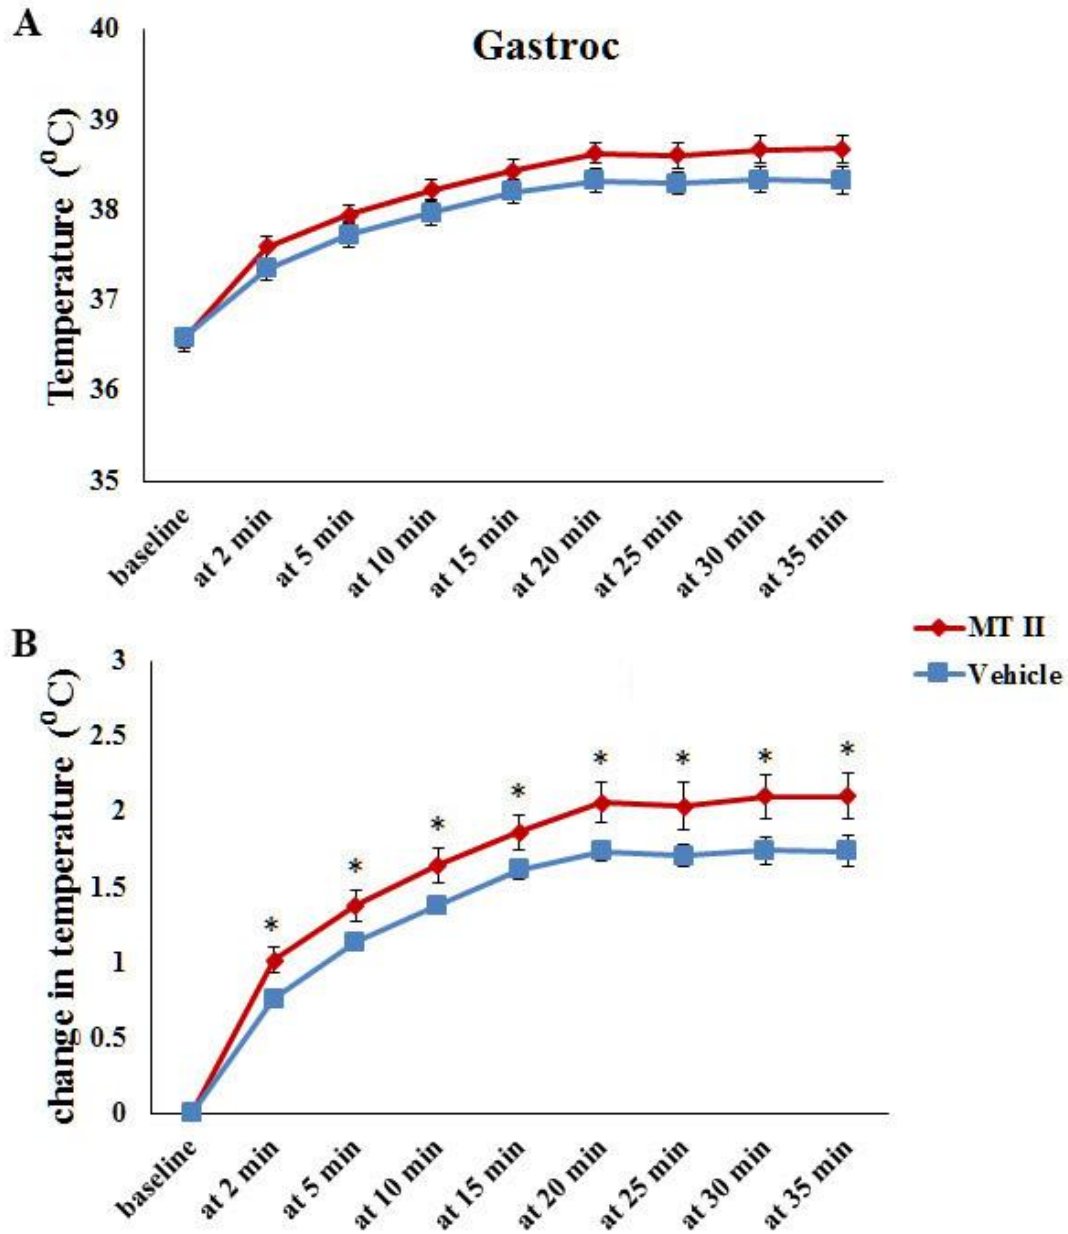 A
Gastroc
Temperature (⁰C)
40
39
38
37
36
35
baseline
at 2 min
at 5 min
at 10 min
at 15 min
at 20 min
at 25 min
at 30 min
at 35 min
MT II
Vehicle
B
change in temperature (⁰C)
3
2.5
2
1.5
1
0.5
0
* * * * * * * *
baseline
at 2 min
at 5 min
at 10 min
at 15 min
at 20 min
at 25 min
at 30 min
at 35 min